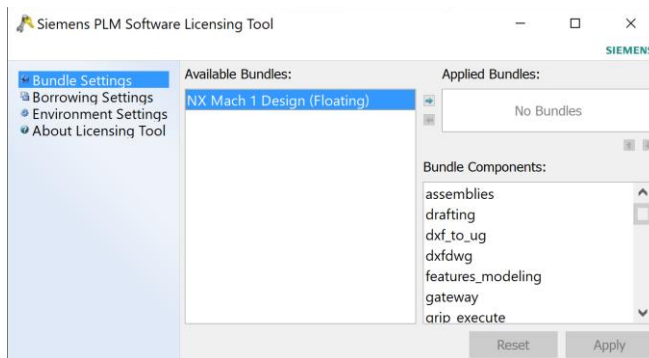 Siemens PLM Software Licensing Tool
SIEMENS
Bundle Settings
Borrowing Settings
Environment Settings
About Licensing Tool
Available Bundles:
NX Mach 1 Design (Floating)
Applied Bundles:
No Bundles
Bundle Components:
assemblies
drafting
dxf_to_ug
dxfdwg
features_modeling
gateway
grip_execute
Reset
Apply